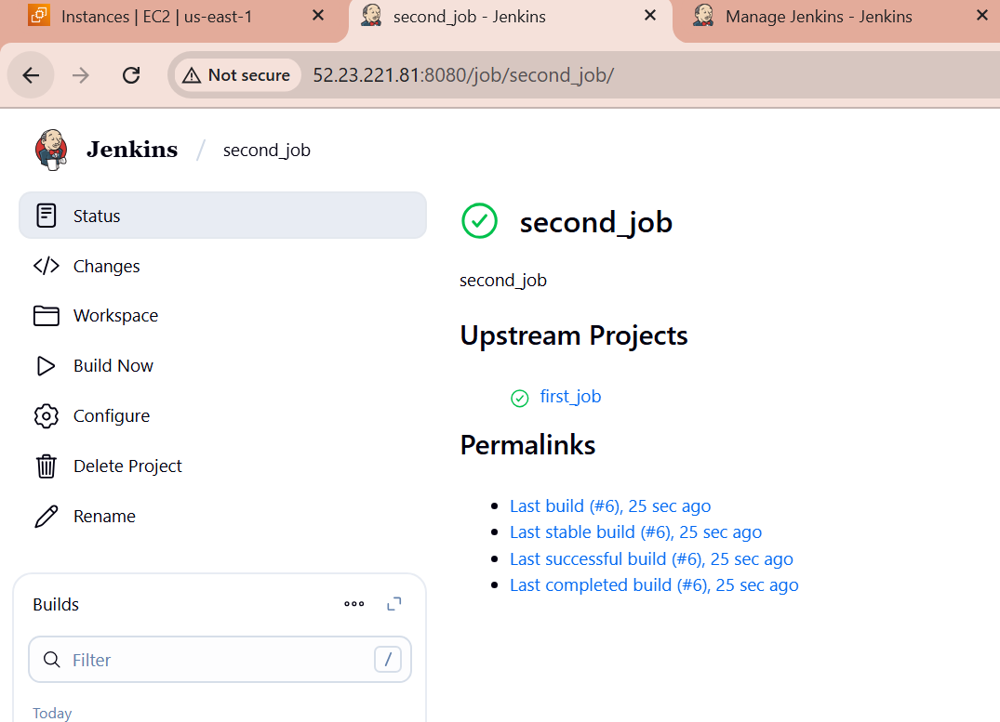 Instances | EC2 | us-east-1
second_job - Jenkins
Manage Jenkins - Jenkins
Not secure
52.23.221.81:8080/job/second_job/
Jenkins / second_job
Status
Changes
Workspace
Build Now
Configure
Delete Project
Rename
Builds
Filter /
Today
second_job
second_job
Upstream Projects
first_job
Permalinks
Last build (#6), 25 sec ago
Last stable build (#6), 25 sec ago
Last successful build (#6), 25 sec ago
Last completed build (#6), 25 sec ago